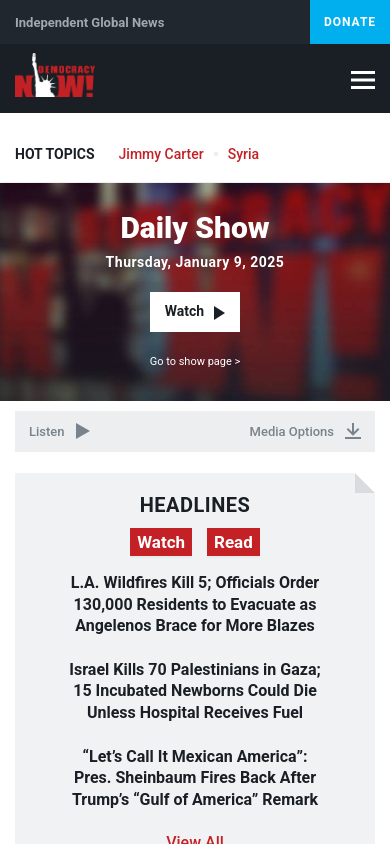 Independent Global News
DONATE
DEMOCRACY
NOW!
HOT TOPICS
Jimmy Carter
Syria
Daily Show
Thursday, January 9, 2025
Watch
Go to show page >
Listen
Media Options
HEADLINES
Watch
Read
L.A. Wildfires Kill 5; Officials Order
130,000 Residents to Evacuate as
Angelenos Brace for More Blazes
Israel Kills 70 Palestinians in Gaza;
15 Incubated Newborns Could Die
Unless Hospital Receives Fuel
“Let’s Call It Mexican America”:
Pres. Sheinbaum Fires Back After
Trump’s “Gulf of America” Remark
View All